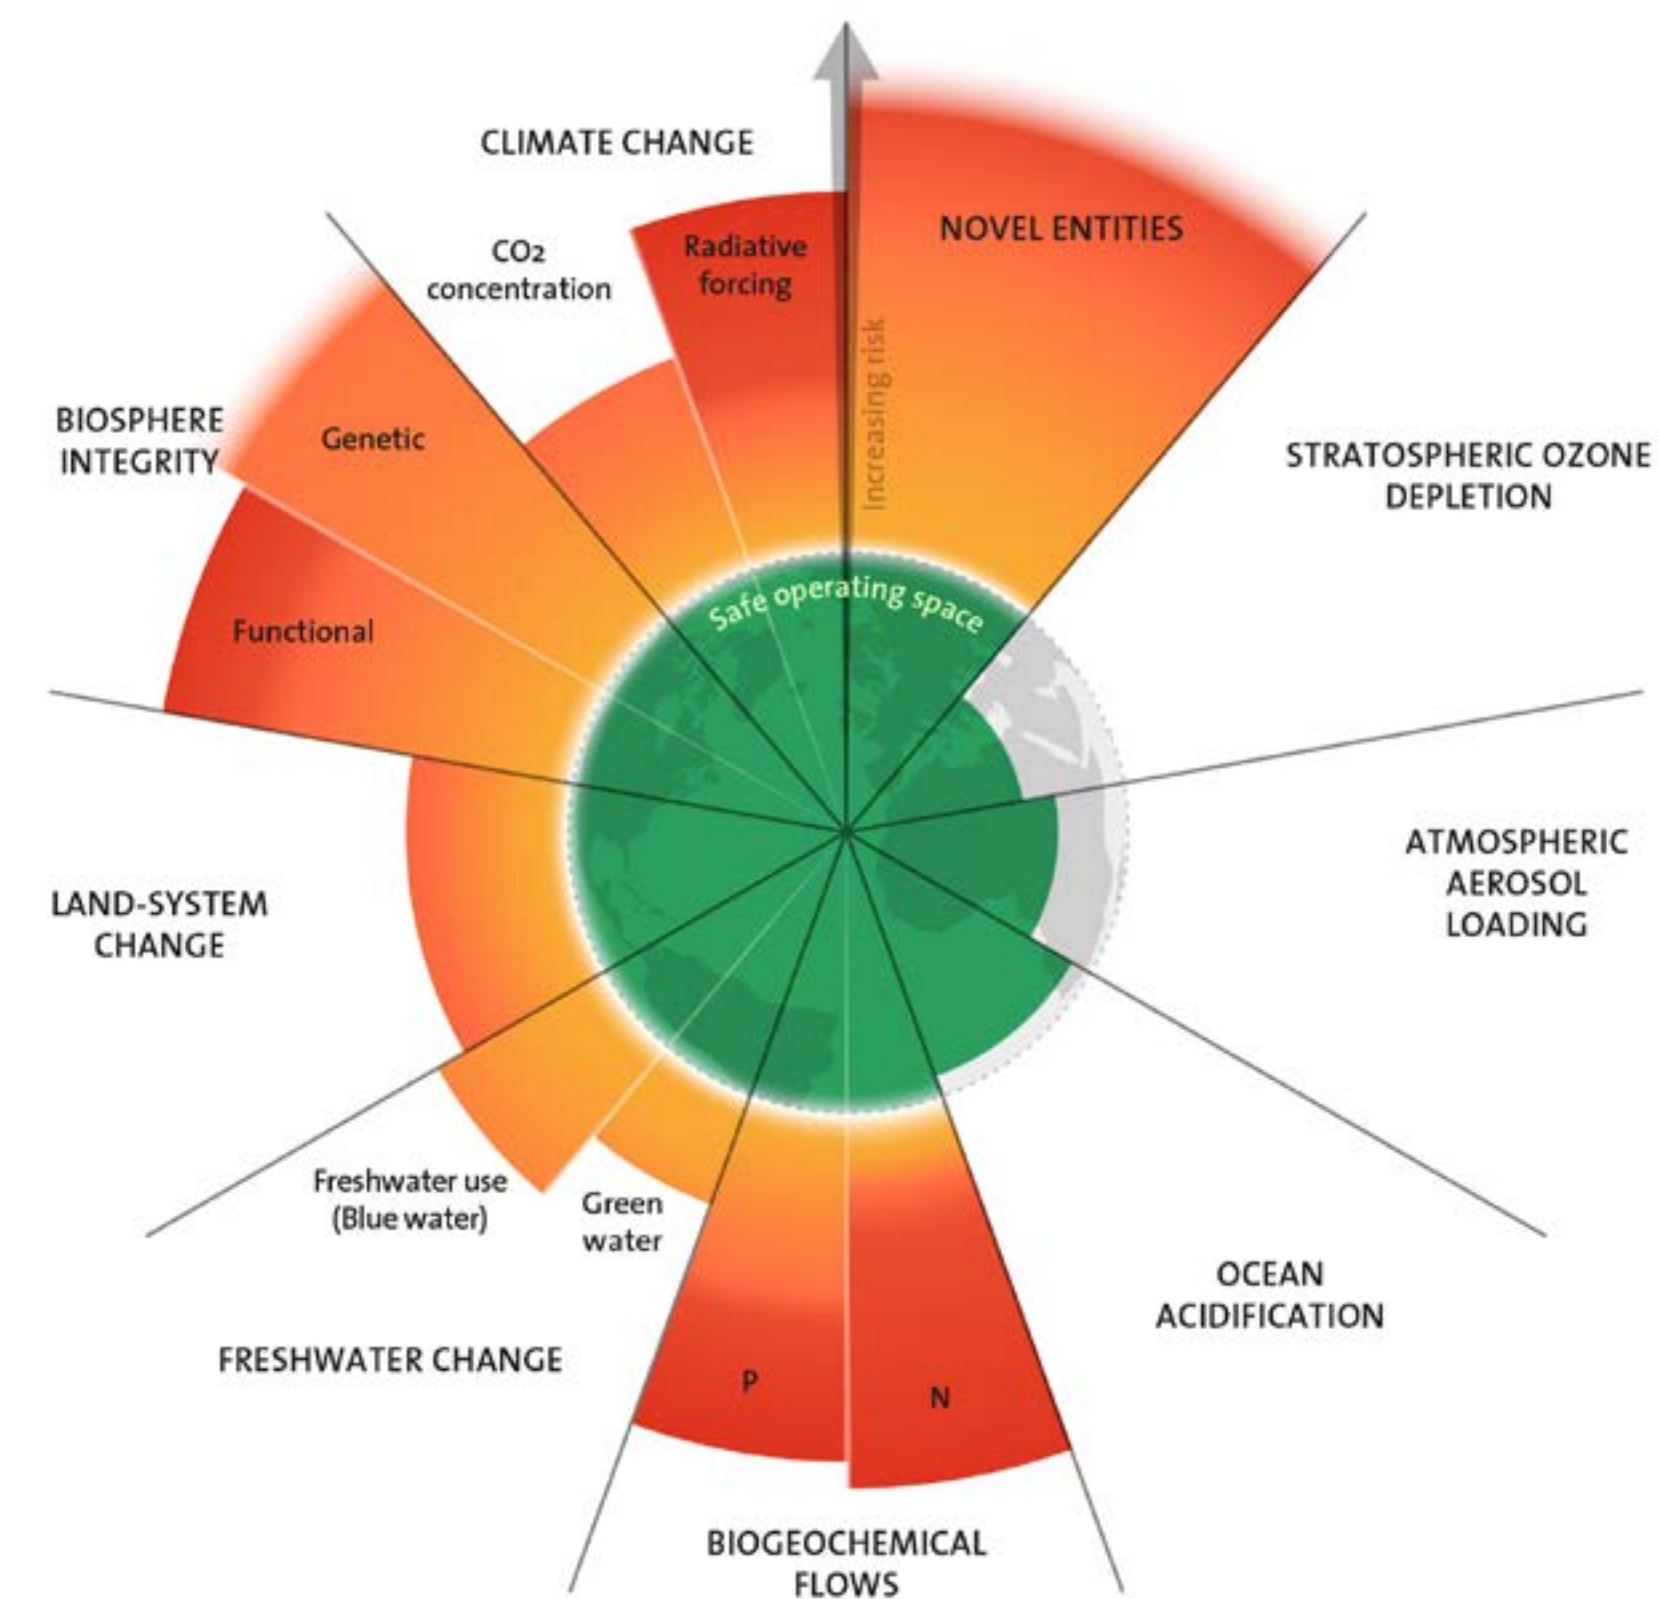 CLIMATE CHANGE
CO2
concentration
Radiative
forcing
NOVEL ENTITIES
Increasing risk
STRATOSPHERIC OZONE
DEPLETION
BIOSPHERE
INTEGRITY
Genetic
Functional
Safe operating space
ATMOSPHERIC
AEROSOL
LOADING
LAND-SYSTEM
CHANGE
Freshwater use
(Blue water)
Green
water
FRESHWATER CHANGE
P
N
OCEAN
ACIDIFICATION
BIOGEOCHEMICAL
FLOWS